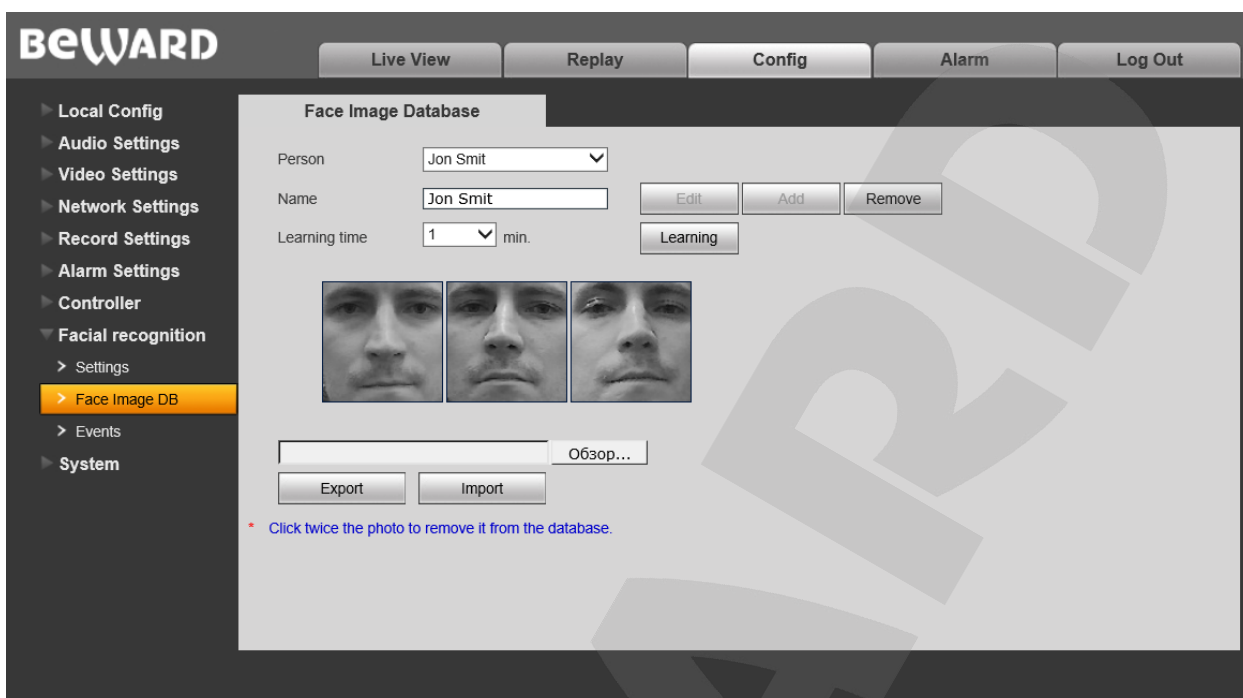 BEWARD
Live View Replay Config Alarm Log Out
Local Config
Audio Settings
Video Settings
Network Settings
Record Settings
Alarm Settings
Controller
Facial recognition
Settings
Face Image DB
Events
System
Face Image Database
Person Jon Smit
Name Jon Smit Edit Add Remove
Learning time 1 min. Learning
Обзор...
Export Import
* Click twice the photo to remove it from the database.
ARD